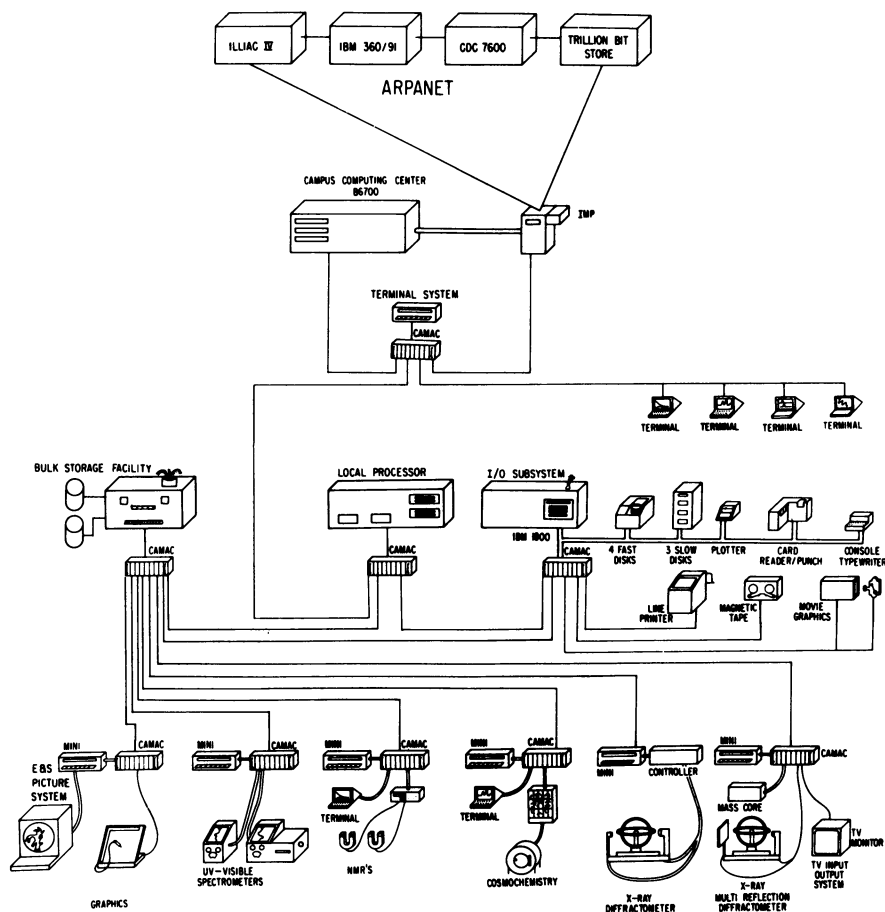 ILLIAC IV
IBM 360/91
CDC 7600
TRILLION BIT
STORE
ARPANET
CAMPUS COMPUTING CENTER
B6700
IMP
TERMINAL SYSTEM
CAMAC
TERMINAL
TERMINAL
TERMINAL
TERMINAL
BULK STORAGE FACILITY
LOCAL PROCESSOR
I/O SUBSYSTEM
IBM 1800
CAMAC
CAMAC
CAMAC
4 FAST
DISKS
3 SLOW
DISKS
PLOTTER
CARD
READER/PUNCH
CONSOLE
TYPEWRITER
LINE
PRINTER
MAGNETIC
TAPE
MOVIE
GRAPHICS
MINI
CAMAC
E&S
PICTURE
SYSTEM
GRAPHICS
MINI
CAMAC
UV-VISIBLE
SPECTROMETERS
MINI
CAMAC
TERMINAL
NMR'S
MINI
CAMAC
TERMINAL
COSMOCHEMISTRY
MINI
CONTROLLER
X-RAY
DIFFRACTOMETER
MINI
CAMAC
MASS CORE
X-RAY
MULTI REFLECTION
DIFFRACTOMETER
TV
MONITOR
TV INPUT
OUTPUT
SYSTEM